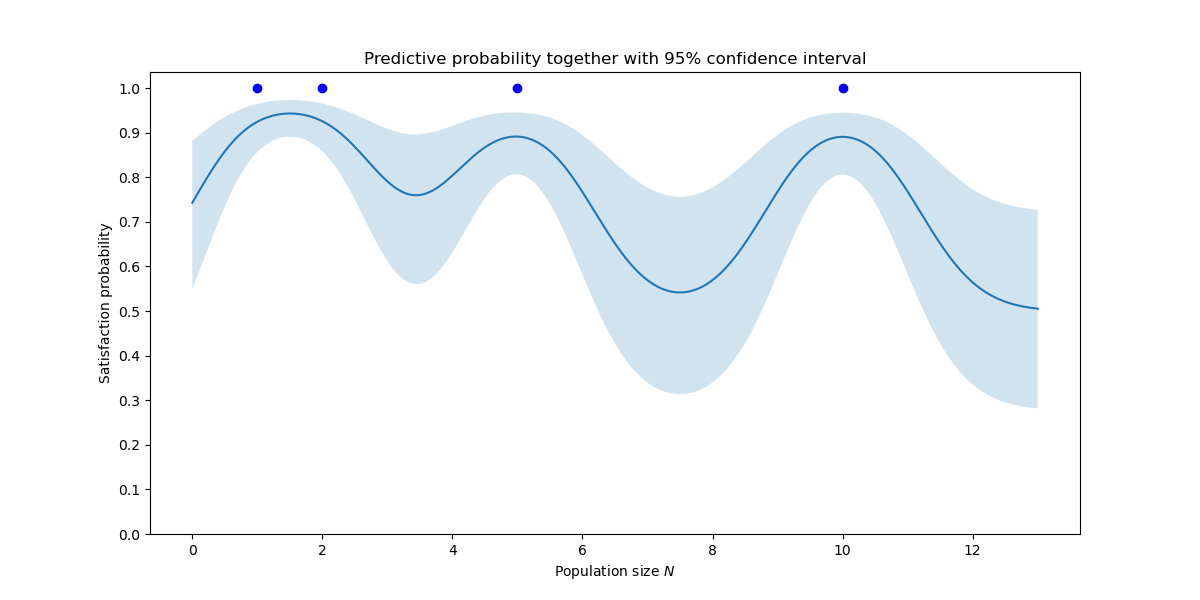 Predictive probability together with 95% confidence interval
1.0
0.9
0.8
0.7
0.6
0.5
0.4
0.3
0.2
0.1
0.0
Satisfaction probability
0 2 4 6 8 10 12
Population size N